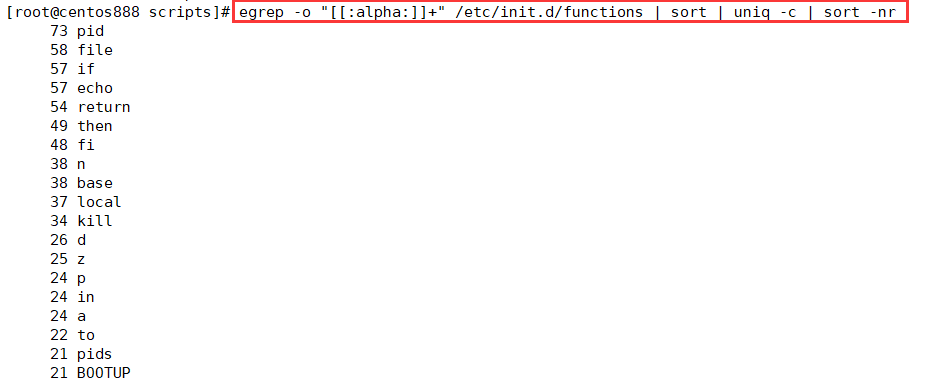 [root@centos888 scripts]# egrep -o "[[:alpha:]]+" /etc/init.d/functions | sort | uniq -c | sort -nr
73 pid
58 file
57 if
57 echo
54 return
49 then
48 fi
38 n
38 base
37 local
34 kill
26 d
25 z
24 p
24 in
24 a
22 to
21 pids
21 BOOTUP